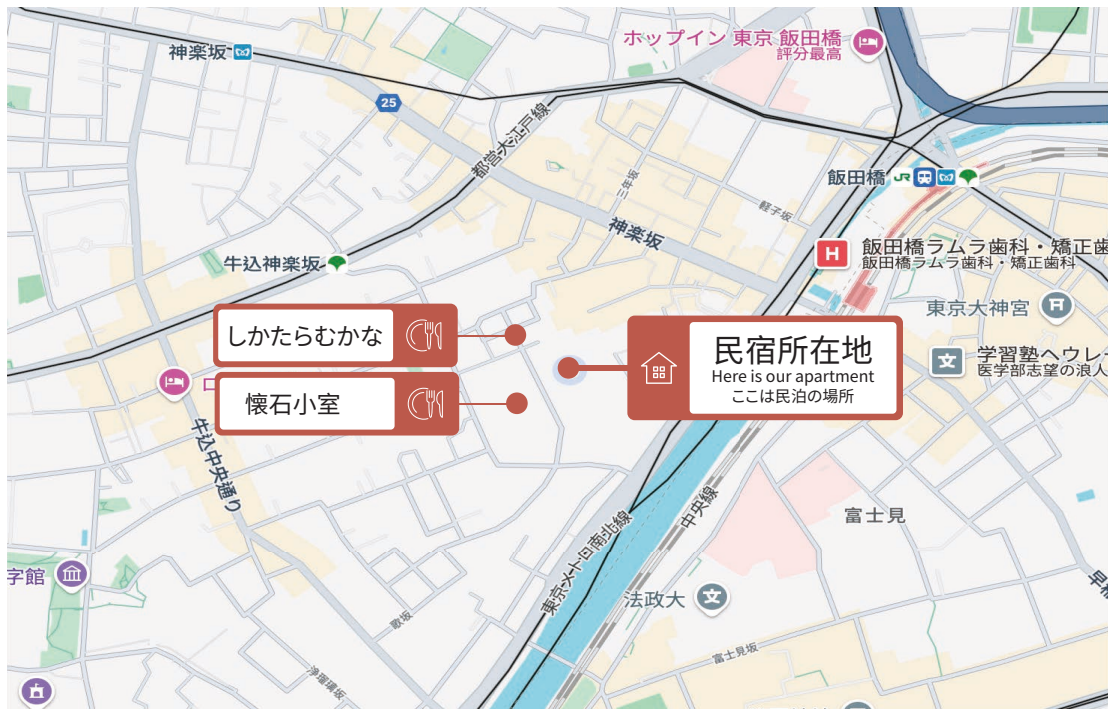 神楽坂
ホップイン 東京 飯田橋
評分最高
25
都営大江戸線
三年坂
軽子坂
飯田橋
JR
神楽坂
牛込神楽坂
H
飯田橋ラムラ歯科・矯正歯
飯田橋ラムラ歯科・矯正歯科
東京大神宮
しかたらむかな
懐石小室
民宿所在地
Here is our apartment
ここは民泊の場所
文
学習塾ヘウレー
医学部志望の浪人
牛込中央通り
中央線
富士見
東京メトロ南北線
字館
法政大
文
歌坂
浄瑠璃坂
富士見坂
早稲